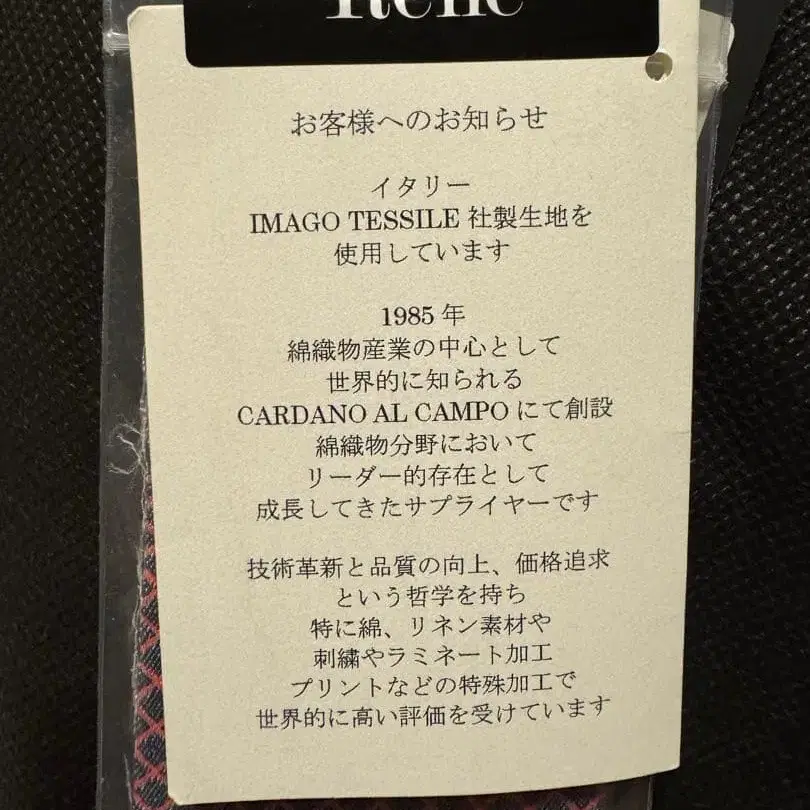 お客様へのお知らせ
イタリー
IMAGO TESSILE 社製生地を
使用しています
1985 年
綿織物産業の中心として
世界的に知られる
CARDANO AL CAMPO にて創設
綿織物分野において
リーダー的存在として
成長してきたサプライヤーです
技術革新と品質の向上、価格追求
という哲学を持ち
特に綿、リネン素材や
刺繍やラミネート加工
プリントなどの特殊加工で
世界的に高い評価を受けています